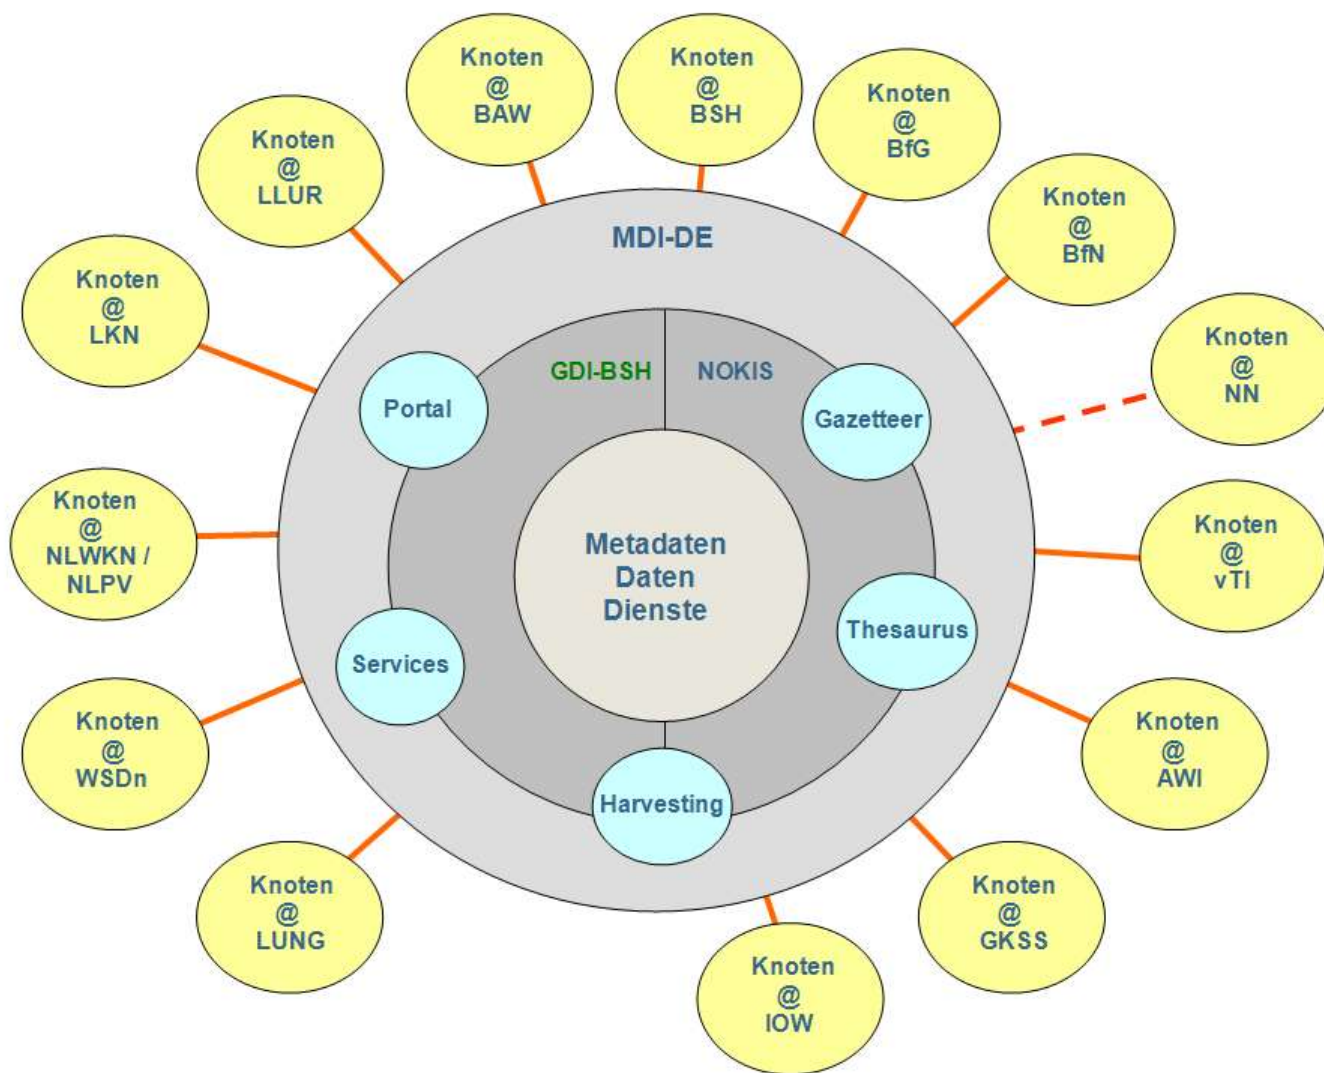 Knoten
@
BAW
Knoten
@
BSH
Knoten
@
BfG
Knoten
@
LLUR
Knoten
@
BfN
MDI-DE
Knoten
@
LKN
Knoten
@
NN
GDI-BSH
NOKIS
Portal
Gazetteer
Knoten
@
NLWKN /
NLPV
Metadaten
Daten
Dienste
Knoten
@
vTI
Services
Thesaurus
Knoten
@
WSDn
Knoten
@
AWI
Harvesting
Knoten
@
LUNG
Knoten
@
GKSS
Knoten
@
IOW